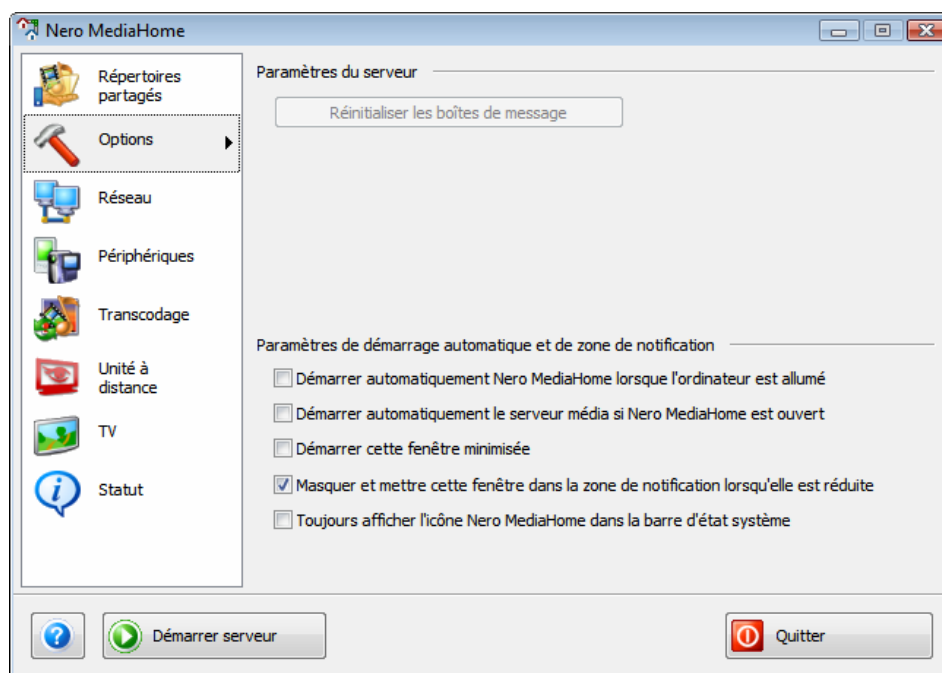 Nero MediaHome
Répertoires
partagés
Options
Réseau
Périphériques
Transcodage
Unité à
distance
TV
Statut
Paramètres du serveur
Réinitialiser les boîtes de message
Paramètres de démarrage automatique et de zone de notification
Démarrer automatiquement Nero MediaHome lorsque l'ordinateur est allumé
Démarrer automatiquement le serveur média si Nero MediaHome est ouvert
Démarrer cette fenêtre minimisée
Masquer et mettre cette fenêtre dans la zone de notification lorsqu'elle est réduite
Toujours afficher l'icône Nero MediaHome dans la barre d'état système
Démarrer serveur
Quitter